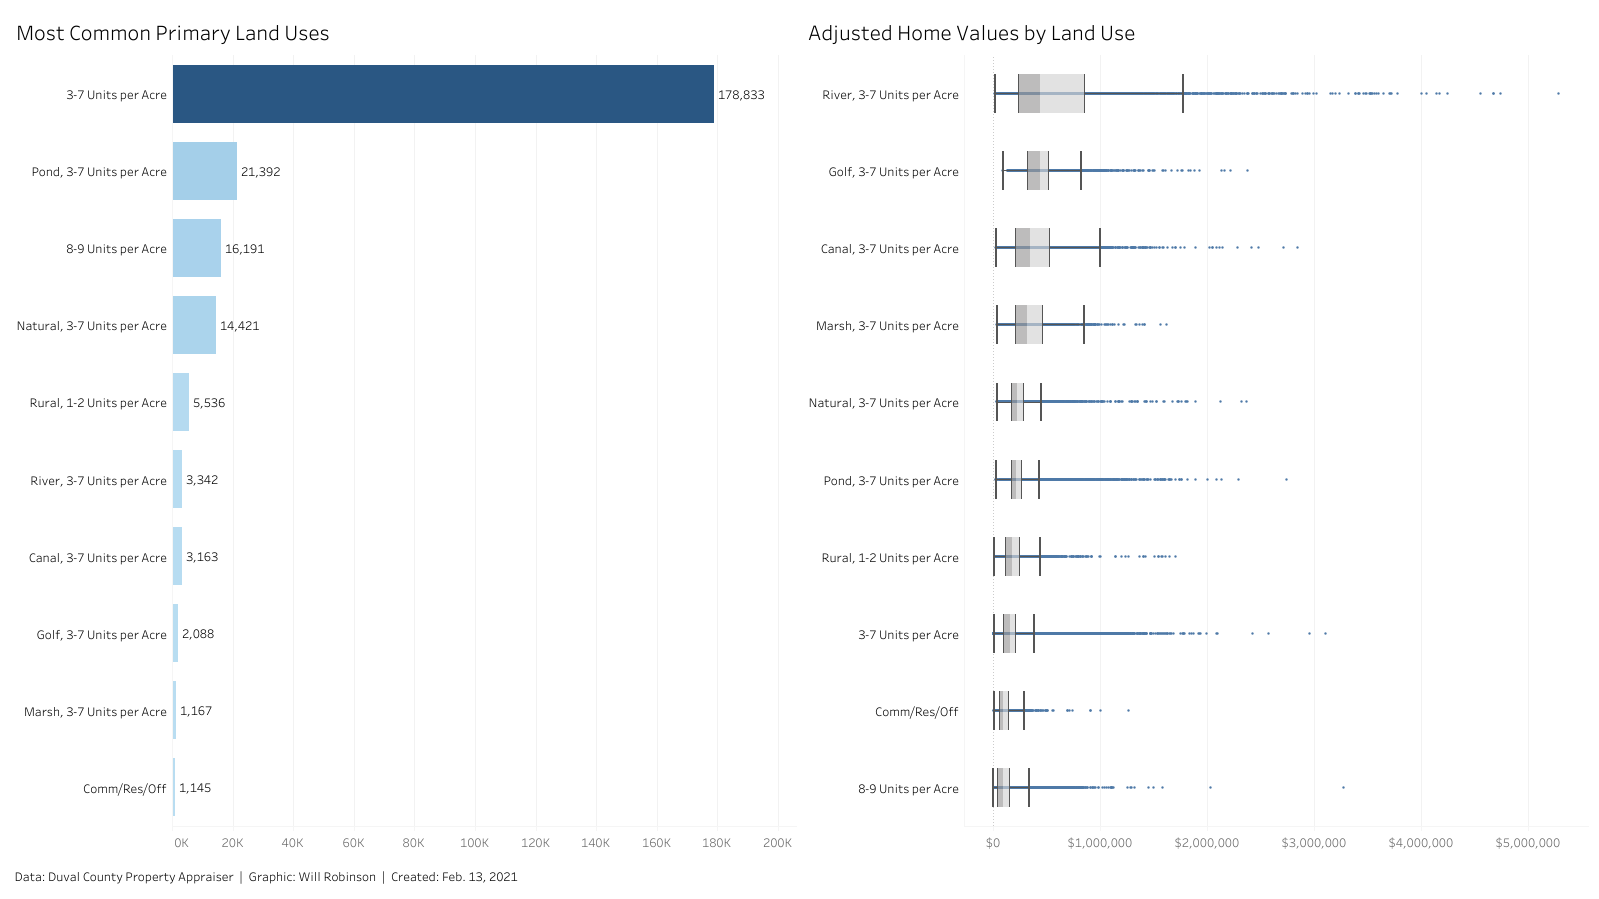 Most Common Primary Land Uses
3-7 Units per Acre
178,833
Pond, 3-7 Units per Acre
21,392
8-9 Units per Acre
16,191
Natural, 3-7 Units per Acre
14,421
Rural, 1-2 Units per Acre
5,536
River, 3-7 Units per Acre
3,342
Canal, 3-7 Units per Acre
3,163
Golf, 3-7 Units per Acre
2,088
Marsh, 3-7 Units per Acre
1,167
Comm/Res/Off
1,145
0K 20K 40K 60K 80K 100K 120K 140K 160K 180K 200K
Adjusted Home Values by Land Use
River, 3-7 Units per Acre
Golf, 3-7 Units per Acre
Canal, 3-7 Units per Acre
Marsh, 3-7 Units per Acre
Natural, 3-7 Units per Acre
Pond, 3-7 Units per Acre
Rural, 1-2 Units per Acre
3-7 Units per Acre
Comm/Res/Off
8-9 Units per Acre
$0 $1,000,000 $2,000,000 $3,000,000 $4,000,000 $5,000,000
Data: Duval County Property Appraiser | Graphic: Will Robinson | Created: Feb. 13, 2021